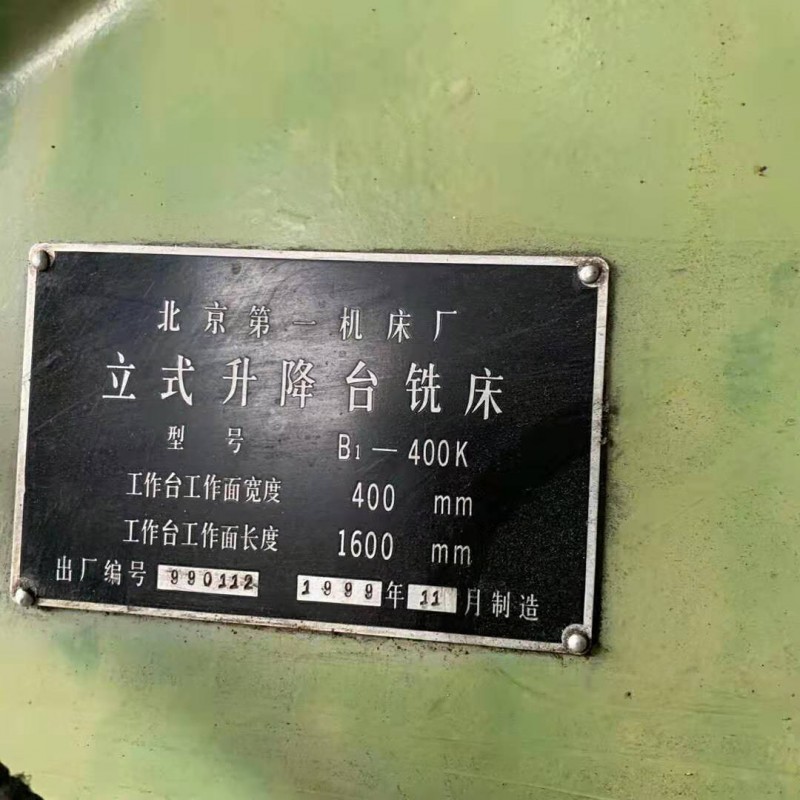 北京第一机床厂
立式升降台铣床
型号 B1—400K
工作台工作面宽度 400 mm
工作台工作面长度 1600 mm
出厂编号 990112 1999年11月制造